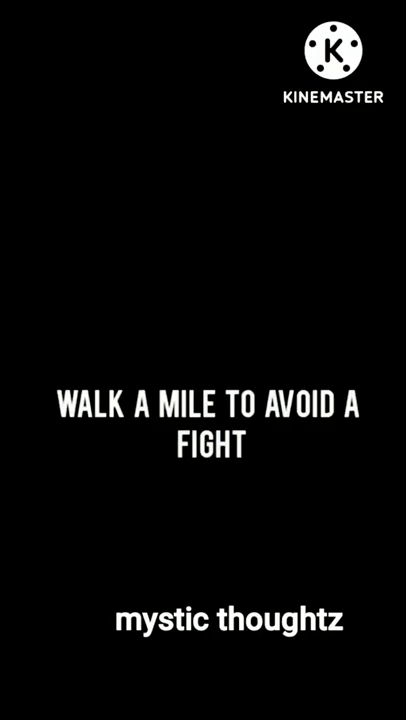 K
KINEMASTER
WALK A MILE TO AVOID A
FIGHT
mystic thoughtz